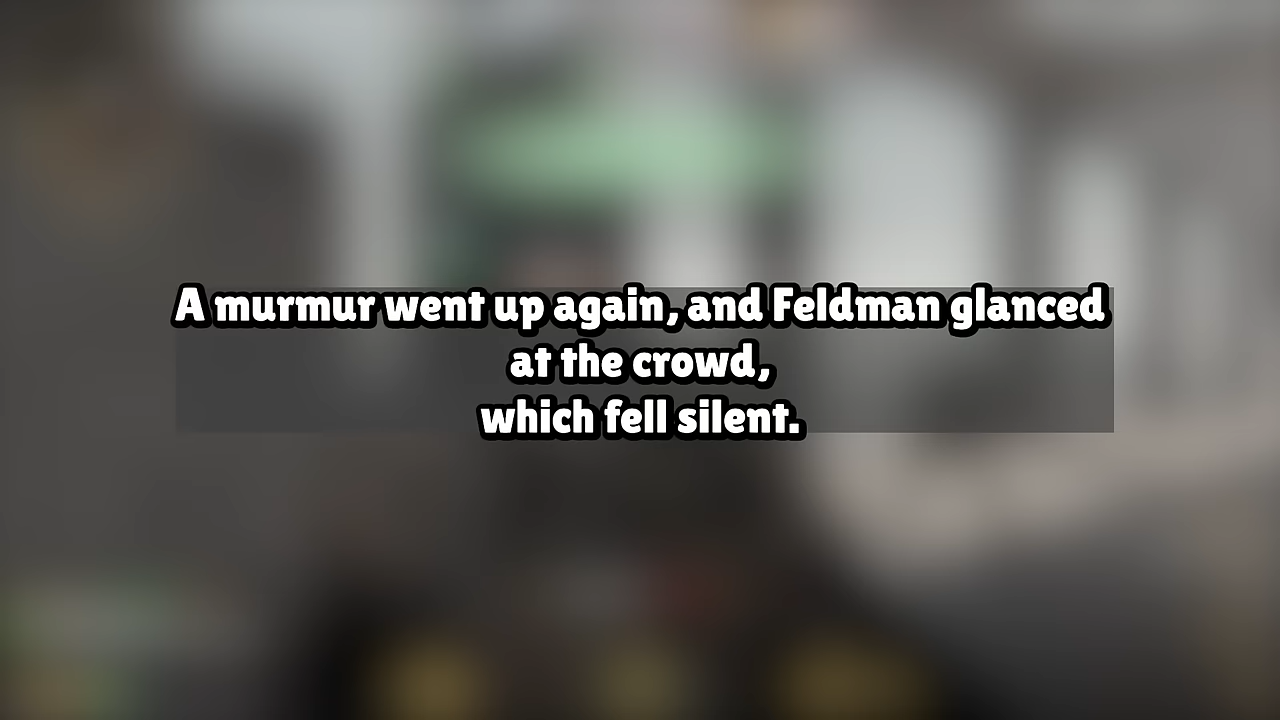 A murmur went up again, and Feldman glanced
at the crowd,
which fell silent.